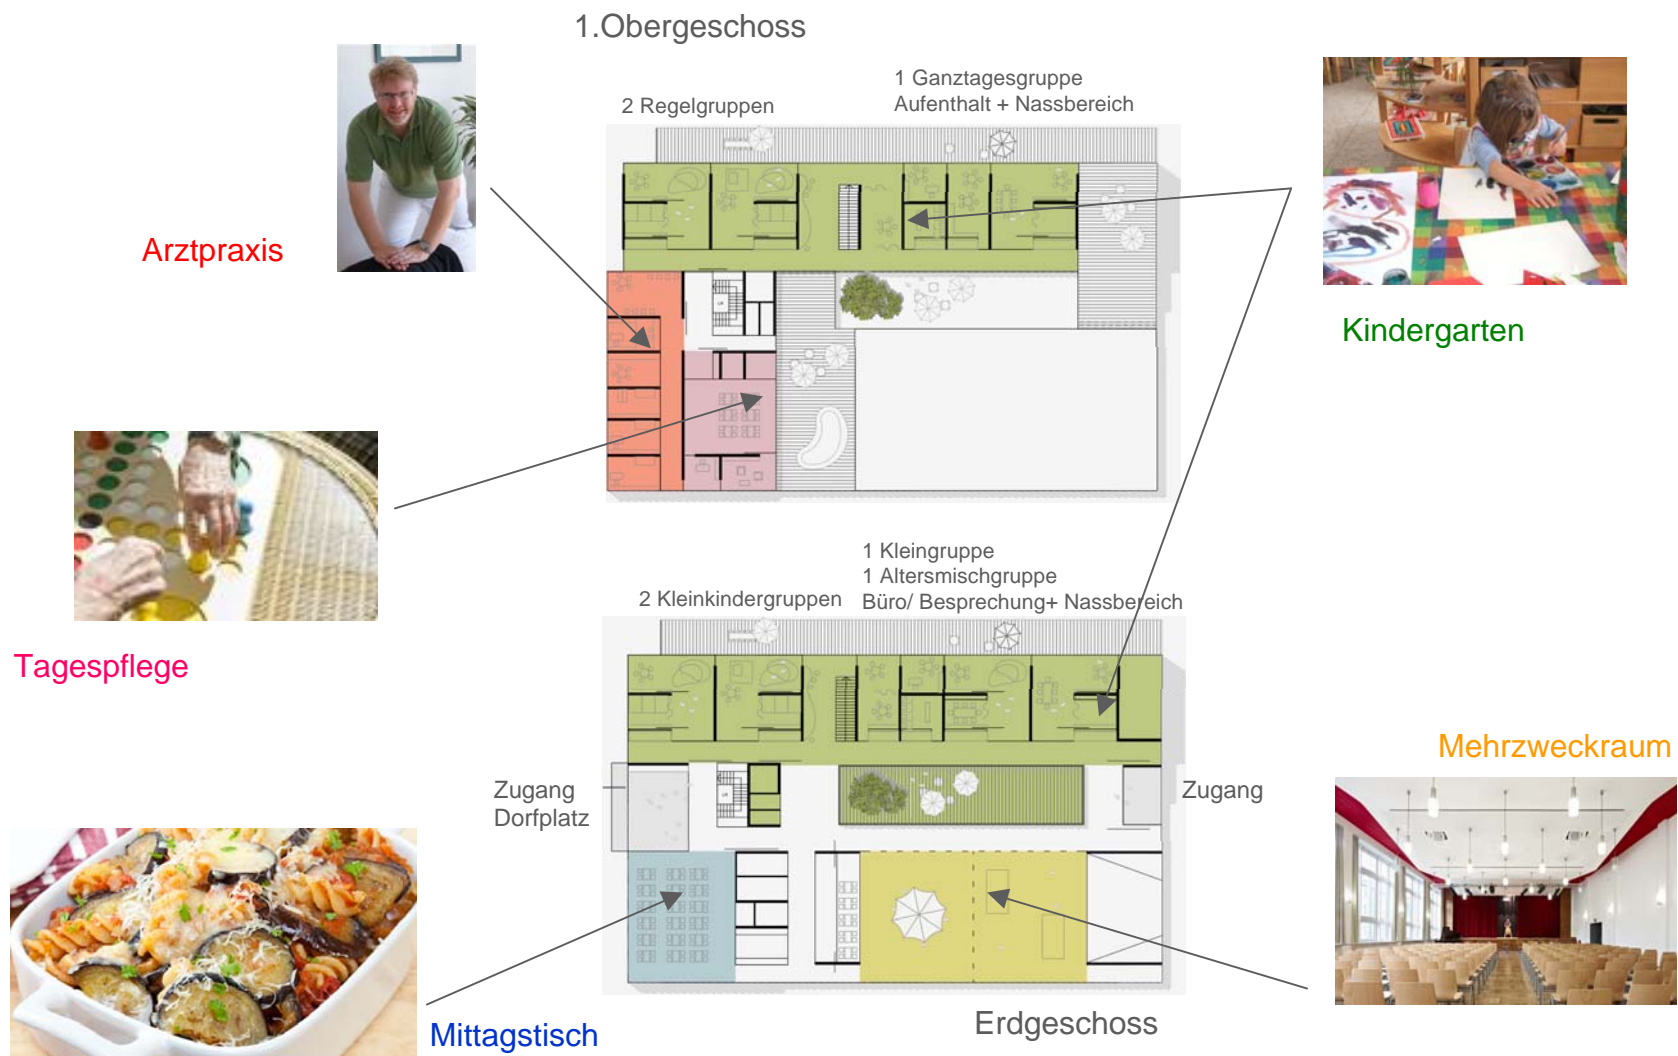 1.Obergeschoss
2 Regelgruppen
1 Ganztagesgruppe
Aufenthalt + Nassbereich
Arztpraxis
Kindergarten
Tagespflege
2 Kleinkindergruppen
1 Kleingruppe
1 Altersmischgruppe
Büro/ Besprechung+ Nassbereich
Mehrzweckraum
Zugang
Dorfplatz
Zugang
Mittagstisch
Erdgeschoss